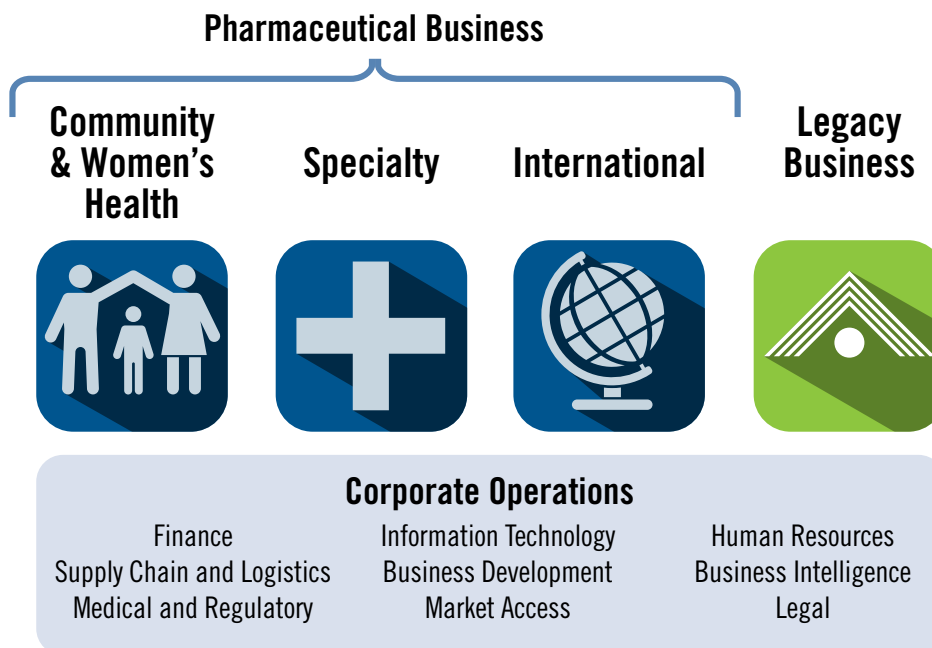 Pharmaceutical Business
Community
& Women's
Health
Specialty
International
Legacy
Business
Corporate Operations
Finance
Supply Chain and Logistics
Medical and Regulatory
Information Technology
Business Development
Market Access
Human Resources
Business Intelligence
Legal